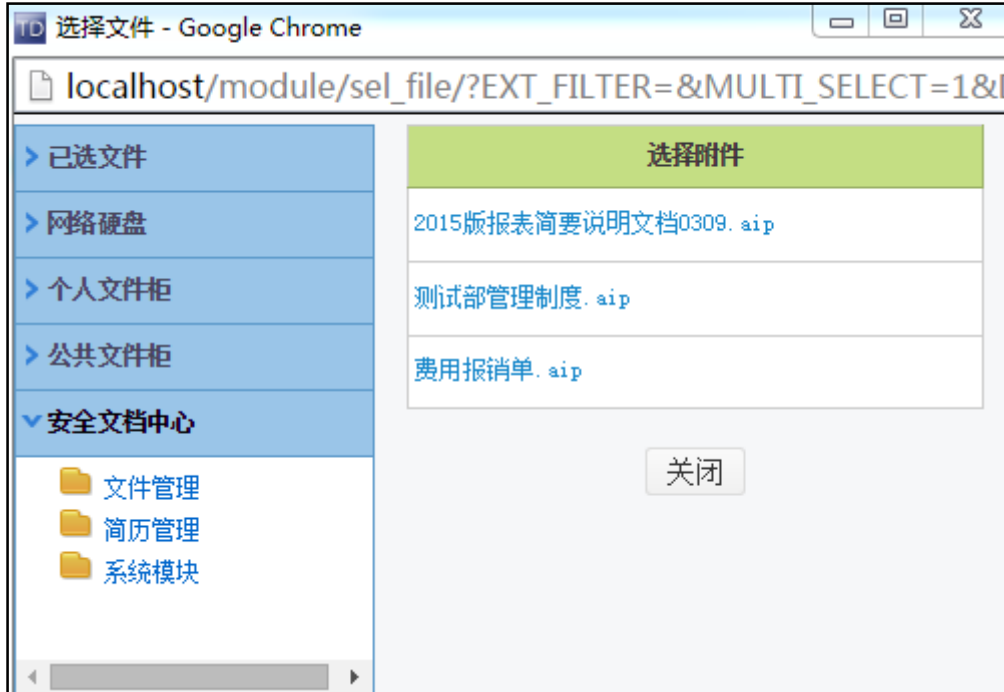 TD 选择文件 - Google Chrome
localhost/module/sel_file/?EXT_FILTER=&MULTI_SELECT=1&
已选文件
网络硬盘
个人文件柜
公共文件柜
安全文档中心
文件管理
简历管理
系统模块
选择附件
2015版报表简要说明文档0309.aip
测试部管理制度.aip
费用报销单.aip
关闭